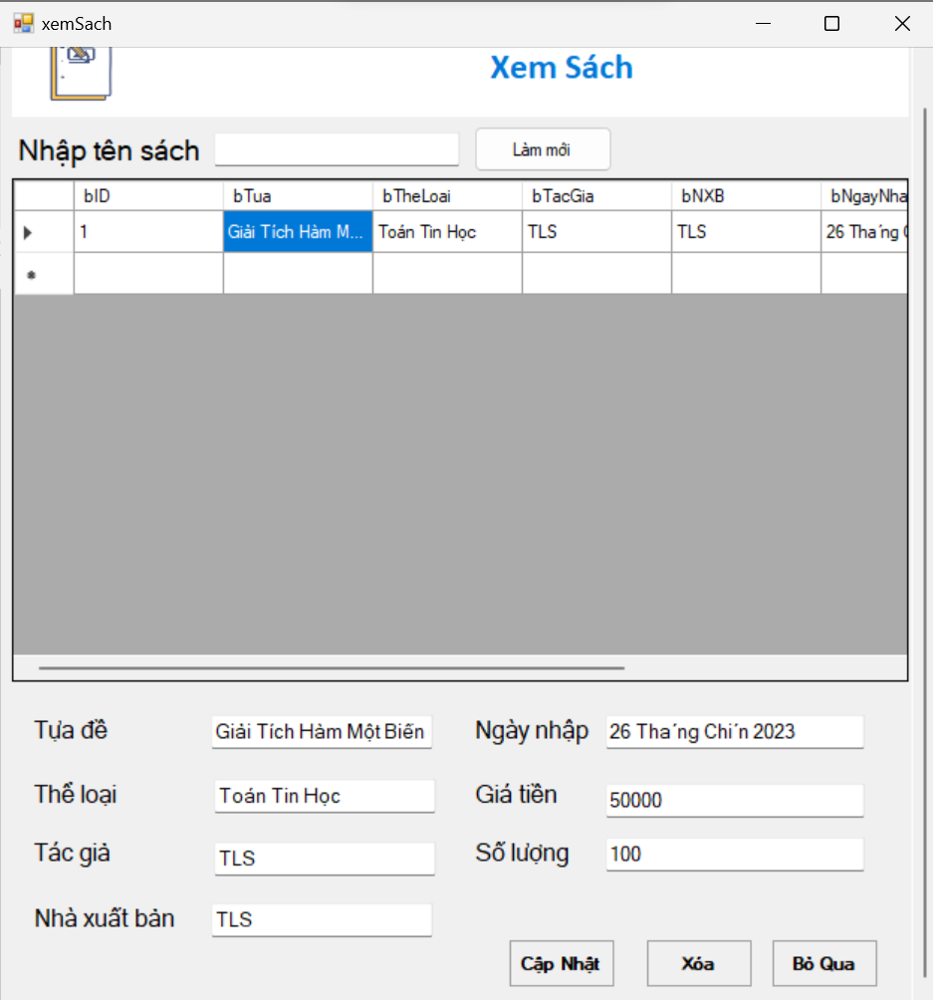 xemSach
Xem Sách
Nhập tên sách
Làm mới
bID bTua bTheLoai bTacGia bNXB bNgayNha
1 Giải Tích Hàm M... Toán Tin Học TLS TLS 26 Tha´ng
Tựa đề Giải Tích Hàm Một Biến Ngày nhập 26 Tha´ng Chi´n 2023
Thể loại Toán Tin Học Giá tiền 50000
Tác giả TLS Số lượng 100
Nhà xuất bản TLS
Cập Nhật Xóa Bỏ Qua